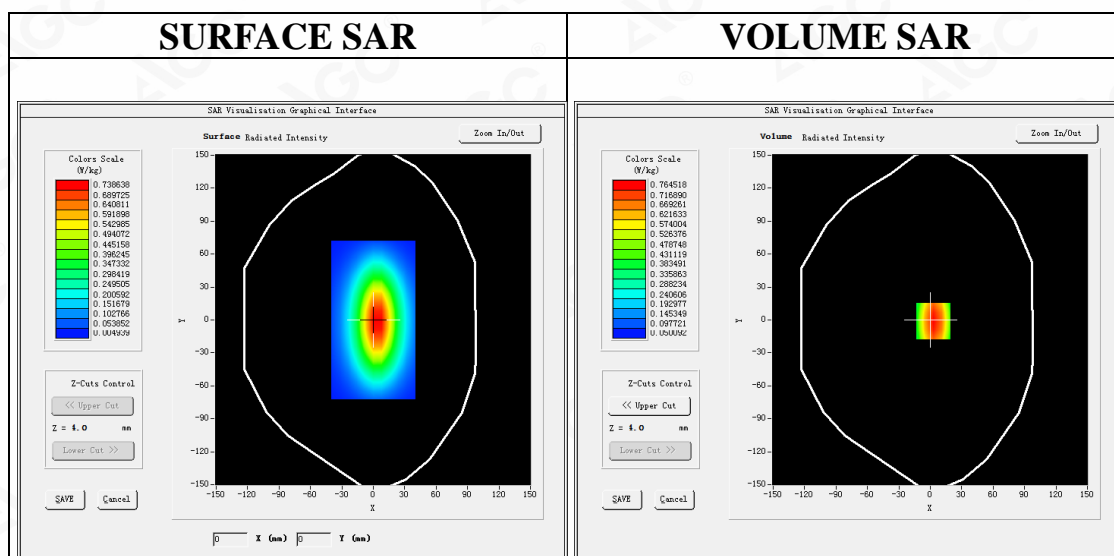 SURFACE SAR
VOLUME SAR
SAR Visualisation Graphical Interface
Surface Radiated Intensity
Zoom In/Out
Colors Scale
(W/kg)
0.738638
0.689725
0.640811
0.591898
0.542985
0.494072
0.445158
0.396245
0.347332
0.298419
0.249505
0.200592
0.151679
0.102766
0.053852
0.004939
150
120
90
60
30
0
-30
-60
-90
-120
-150
Y
-150 -120 -90 -60 -30 0 30 60 90 120 150
X
Z-Cuts Control
<< Upper Cut
Z = 4.0 mm
Lower Cut >>
SAVE Cancel
0 X (mm) 0 Y (mm)
SAR Visualisation Graphical Interface
Volume Radiated Intensity
Zoom In/Out
Colors Scale
(W/kg)
0.764518
0.716890
0.669261
0.621633
0.574004
0.526376
0.478748
0.431119
0.383491
0.335863
0.288234
0.240606
0.192977
0.145349
0.097721
0.050092
150
120
90
60
30
0
-30
-60
-90
-120
-150
Y
-150 -120 -90 -60 -30 0 30 60 90 120 150
X
Z-Cuts Control
<< Upper Cut
Z = 4.0 mm
Lower Cut >>
SAVE Cancel